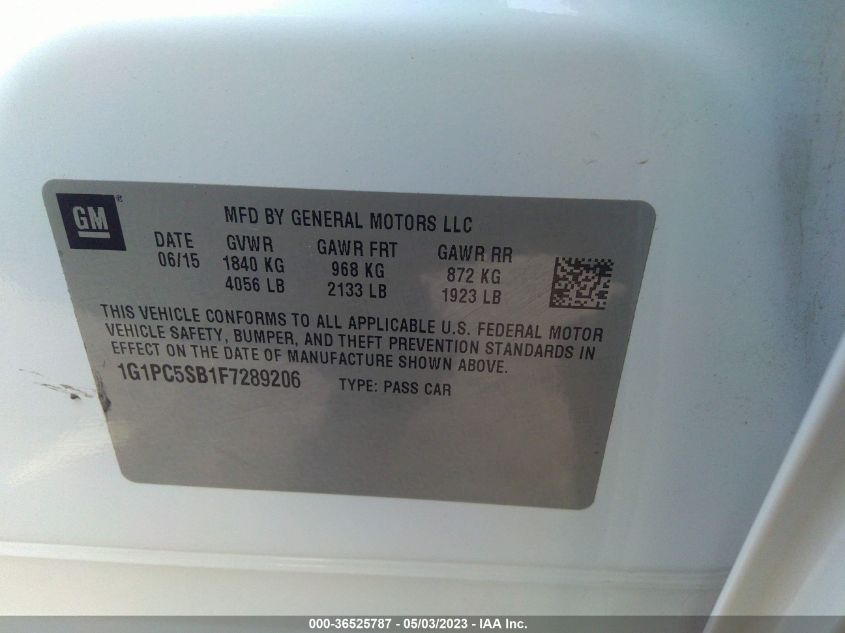 GM ®
MFD BY GENERAL MOTORS LLC
DATE GVWR GAWR FRT GAWR RR
06/15 1840 KG 968 KG 872 KG
4056 LB 2133 LB 1923 LB
THIS VEHICLE CONFORMS TO ALL APPLICABLE U.S. FEDERAL MOTOR
VEHICLE SAFETY, BUMPER, AND THEFT PREVENTION STANDARDS IN
EFFECT ON THE DATE OF MANUFACTURE SHOWN ABOVE.
1G1PC5SB1F7289206 TYPE: PASS CAR
000-36525787 - 05/03/2023 - IAA Inc.